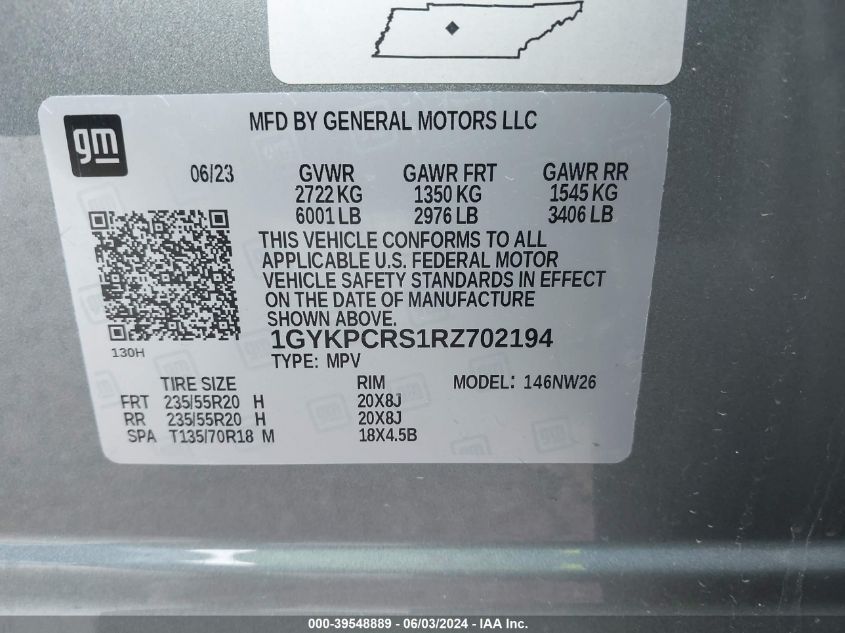 gm
MFD BY GENERAL MOTORS LLC
06/23 GVWR GAWR FRT GAWR RR
2722 KG 1350 KG 1545 KG
6001 LB 2976 LB 3406 LB
THIS VEHICLE CONFORMS TO ALL
APPLICABLE U.S. FEDERAL MOTOR
VEHICLE SAFETY STANDARDS IN EFFECT
ON THE DATE OF MANUFACTURE
SHOWN ABOVE.
1GYKPCRS1RZ702194
130H
TYPE: MPV
TIRE SIZE RIM MODEL: 146NW26
FRT 235/55R20 H 20X8J
RR 235/55R20 H 20X8J
SPA T135/70R18 M 18X4.5B
000-39548889 - 06/03/2024 - IAA Inc.